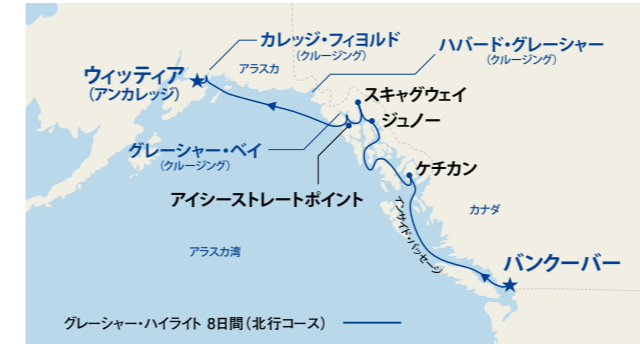 カレッジ・フィヨルド
(クルージング)
ハバード・グレーシャー
(クルージング)
アラスカ
ウィッティア
(アンカレッジ)
スキャグウェイ
ジュノー
グレーシャー・ベイ
(クルージング)
ケチカン
アイシーストレートポイント
カナダ
インサイド・パッセージ
アラスカ湾
バンクーバー
グレーシャー・ハイライト 8日間(北行コース)